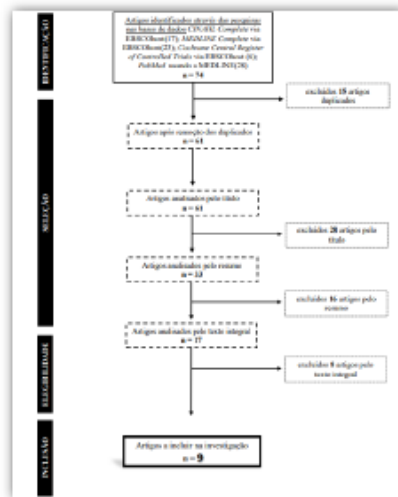 IDENTIFICAÇÃO
Artigos identificados através das pesquisas
nas bases de dados CINAHL Complete via
EBSCOhost(17); MEDLINE Complete via
EBSCOhost(23); Cochrane Central Register
of Controlled Trials via EBSCOhost (6);
PubMed usando a MEDLINE(28)
excluídos 15 artigos
duplicados
SELEÇÃO
Artigos após remoção dos duplicados
n = 61
Artigos analisados pelo título
n = 61
excluídos 28 artigos pelo
título
Artigos analisados pelo resumo
n = 33
excluídos 16 artigos pelo
resumo
Artigos analisados pelo texto integral
n = 17
ELEGIBILIDADE
excluídos 8 artigos pelo
texto integral
INCLUSÃO
Artigos a incluir na investigação
n = 9